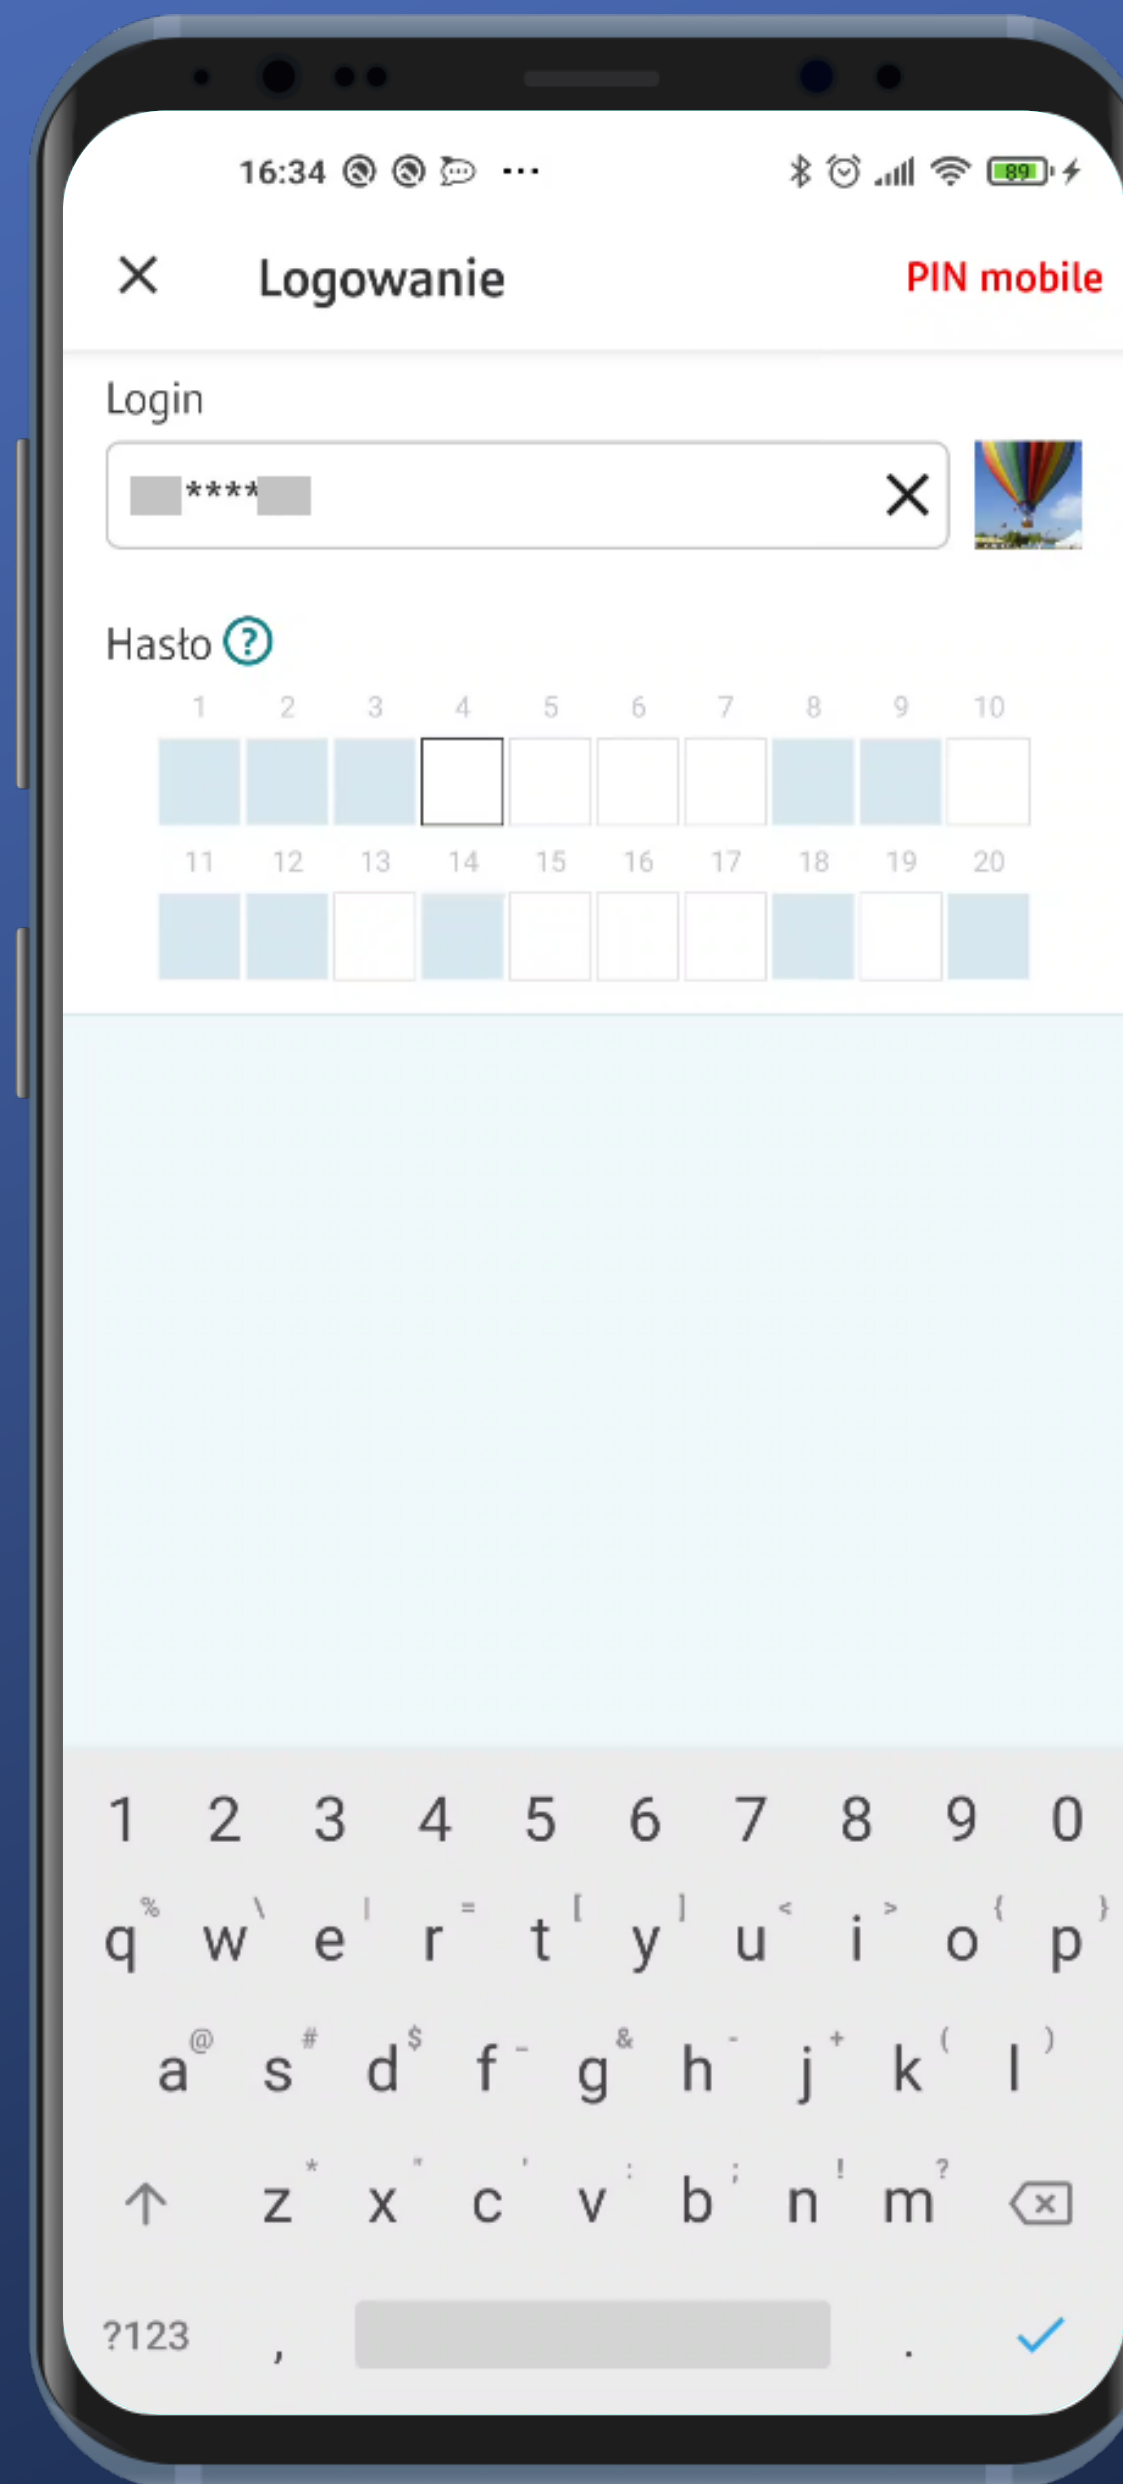 16:34 ... 89
Logowanie PIN mobile
Login
****
Hasło ?
1 2 3 4 5 6 7 8 9 10
11 12 13 14 15 16 17 18 19 20
1 2 3 4 5 6 7 8 9 0
% \ | = [ ] < > { }
q w e r t y u i o p
@ # $ _ & - + ( )
a s d f g h j k l
* " ' : ; ! ?
z x c v b n m
?123 , .